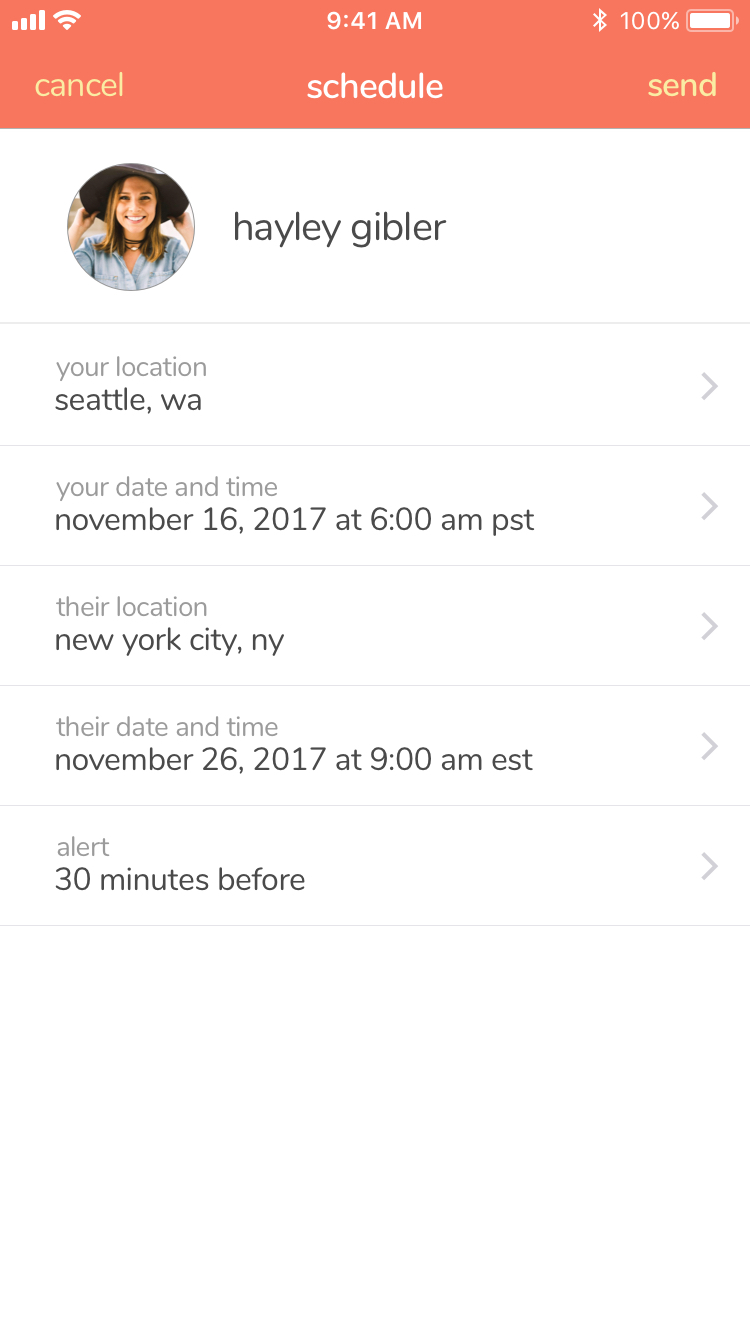 9:41 AM 100%
cancel schedule send
hayley gibler
your location
seattle, wa
your date and time
november 16, 2017 at 6:00 am pst
their location
new york city, ny
their date and time
november 26, 2017 at 9:00 am est
alert
30 minutes before